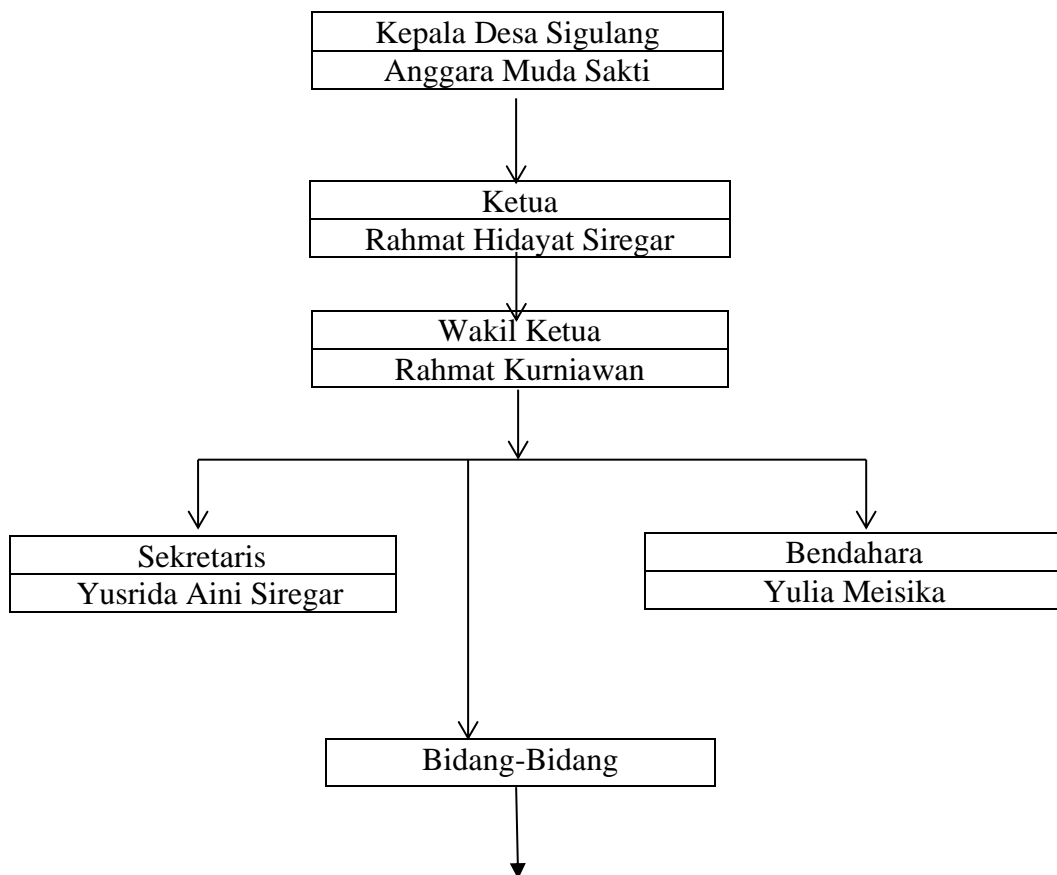 Kepala Desa Sigulang
Anggara Muda Sakti
Ketua
Rahmat Hidayat Siregar
Wakil Ketua
Rahmat Kurniawan
Sekretaris
Yusrida Aini Siregar
Bendahara
Yulia Meisika
Bidang-Bidang